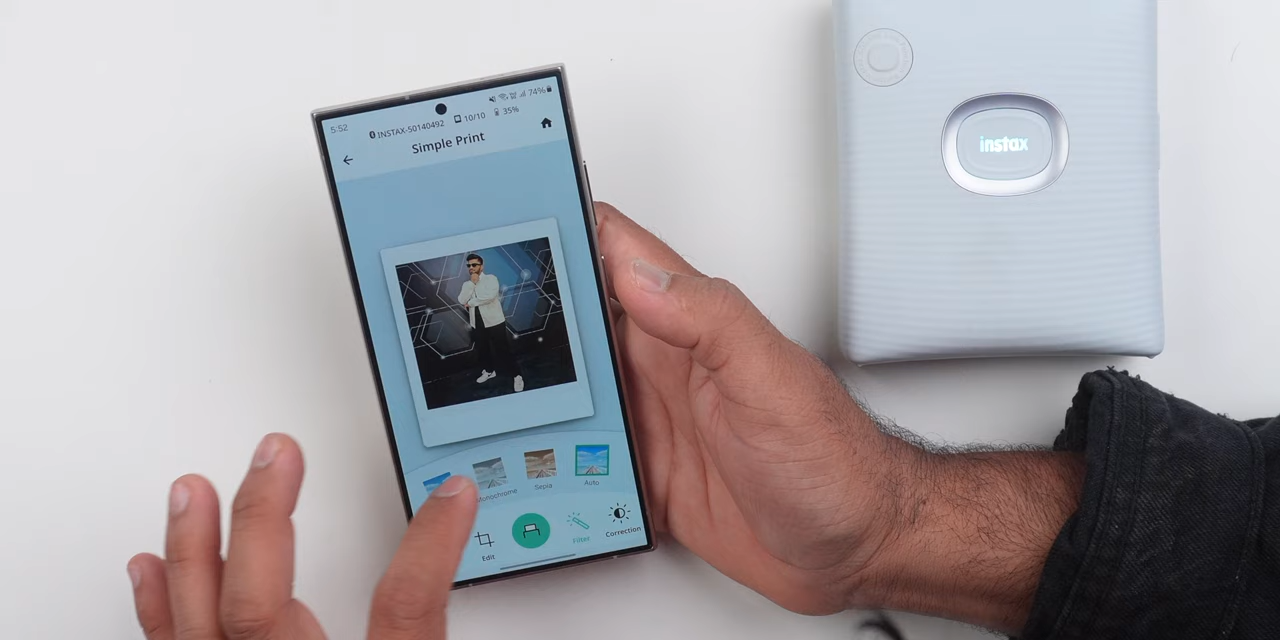 5:52
74%
INSTAX-50140492
10/10
35%
Simple Print
Monochrome
Sepia
Auto
Edit
Filter
Correction
instax